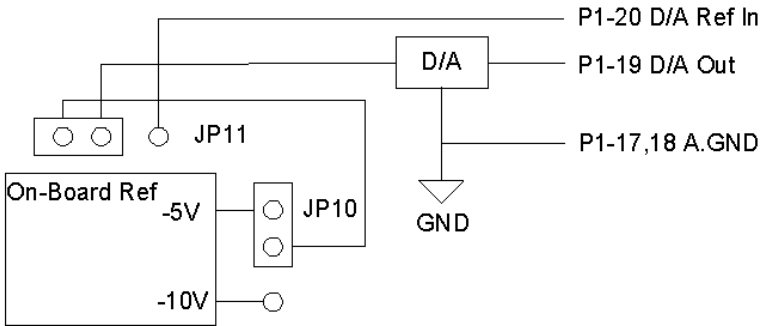 P1-20 D/A Ref In
D/A
P1-19 D/A Out
JP11
P1-17,18 A.GND
On-Board Ref
-5V
JP10
GND
-10V